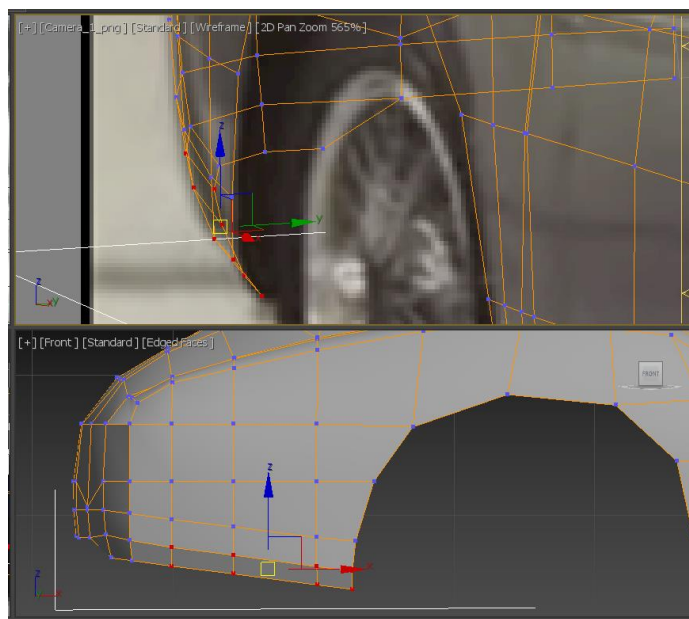 [+] [Camera_1_png] [Standard] [Wireframe] [2D Pan Zoom 565%]
z
y
z
x y
[+] [Front] [Standard] [Edged Faces]
FRONT
z
x
z
x